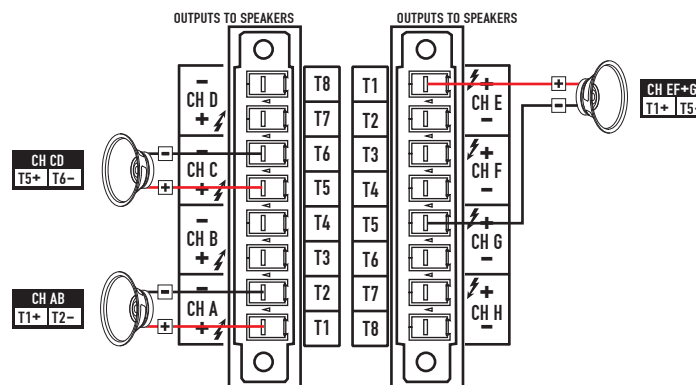 OUTPUTS TO SPEAKERS
OUTPUTS TO SPEAKERS
−
CH D
+
−
CH C
+
−
CH B
+
−
CH A
+
T8
T7
T6
T5
T4
T3
T2
T1
T1
T2
T3
T4
T5
T6
T7
T8
+
CH E
−
+
CH F
−
+
CH G
−
+
CH H
−
CH CD
T5+ T6−
−
+
CH AB
T1+ T2−
−
+
+
−
CH EF+G
T1+ T5-